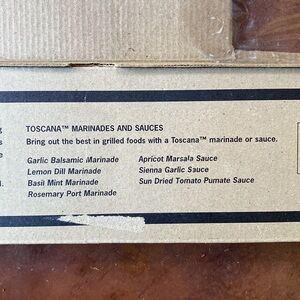 TOSCANA™ MARINADES AND SAUCES
Bring out the best in grilled foods with a Toscana™ marinade or sauce.
Garlic Balsamic Marinade
Lemon Dill Marinade
Basil Mint Marinade
Rosemary Port Marinade
Apricot Marsala Sauce
Sienna Garlic Sauce
Sun Dried Tomato Pumate Sauce